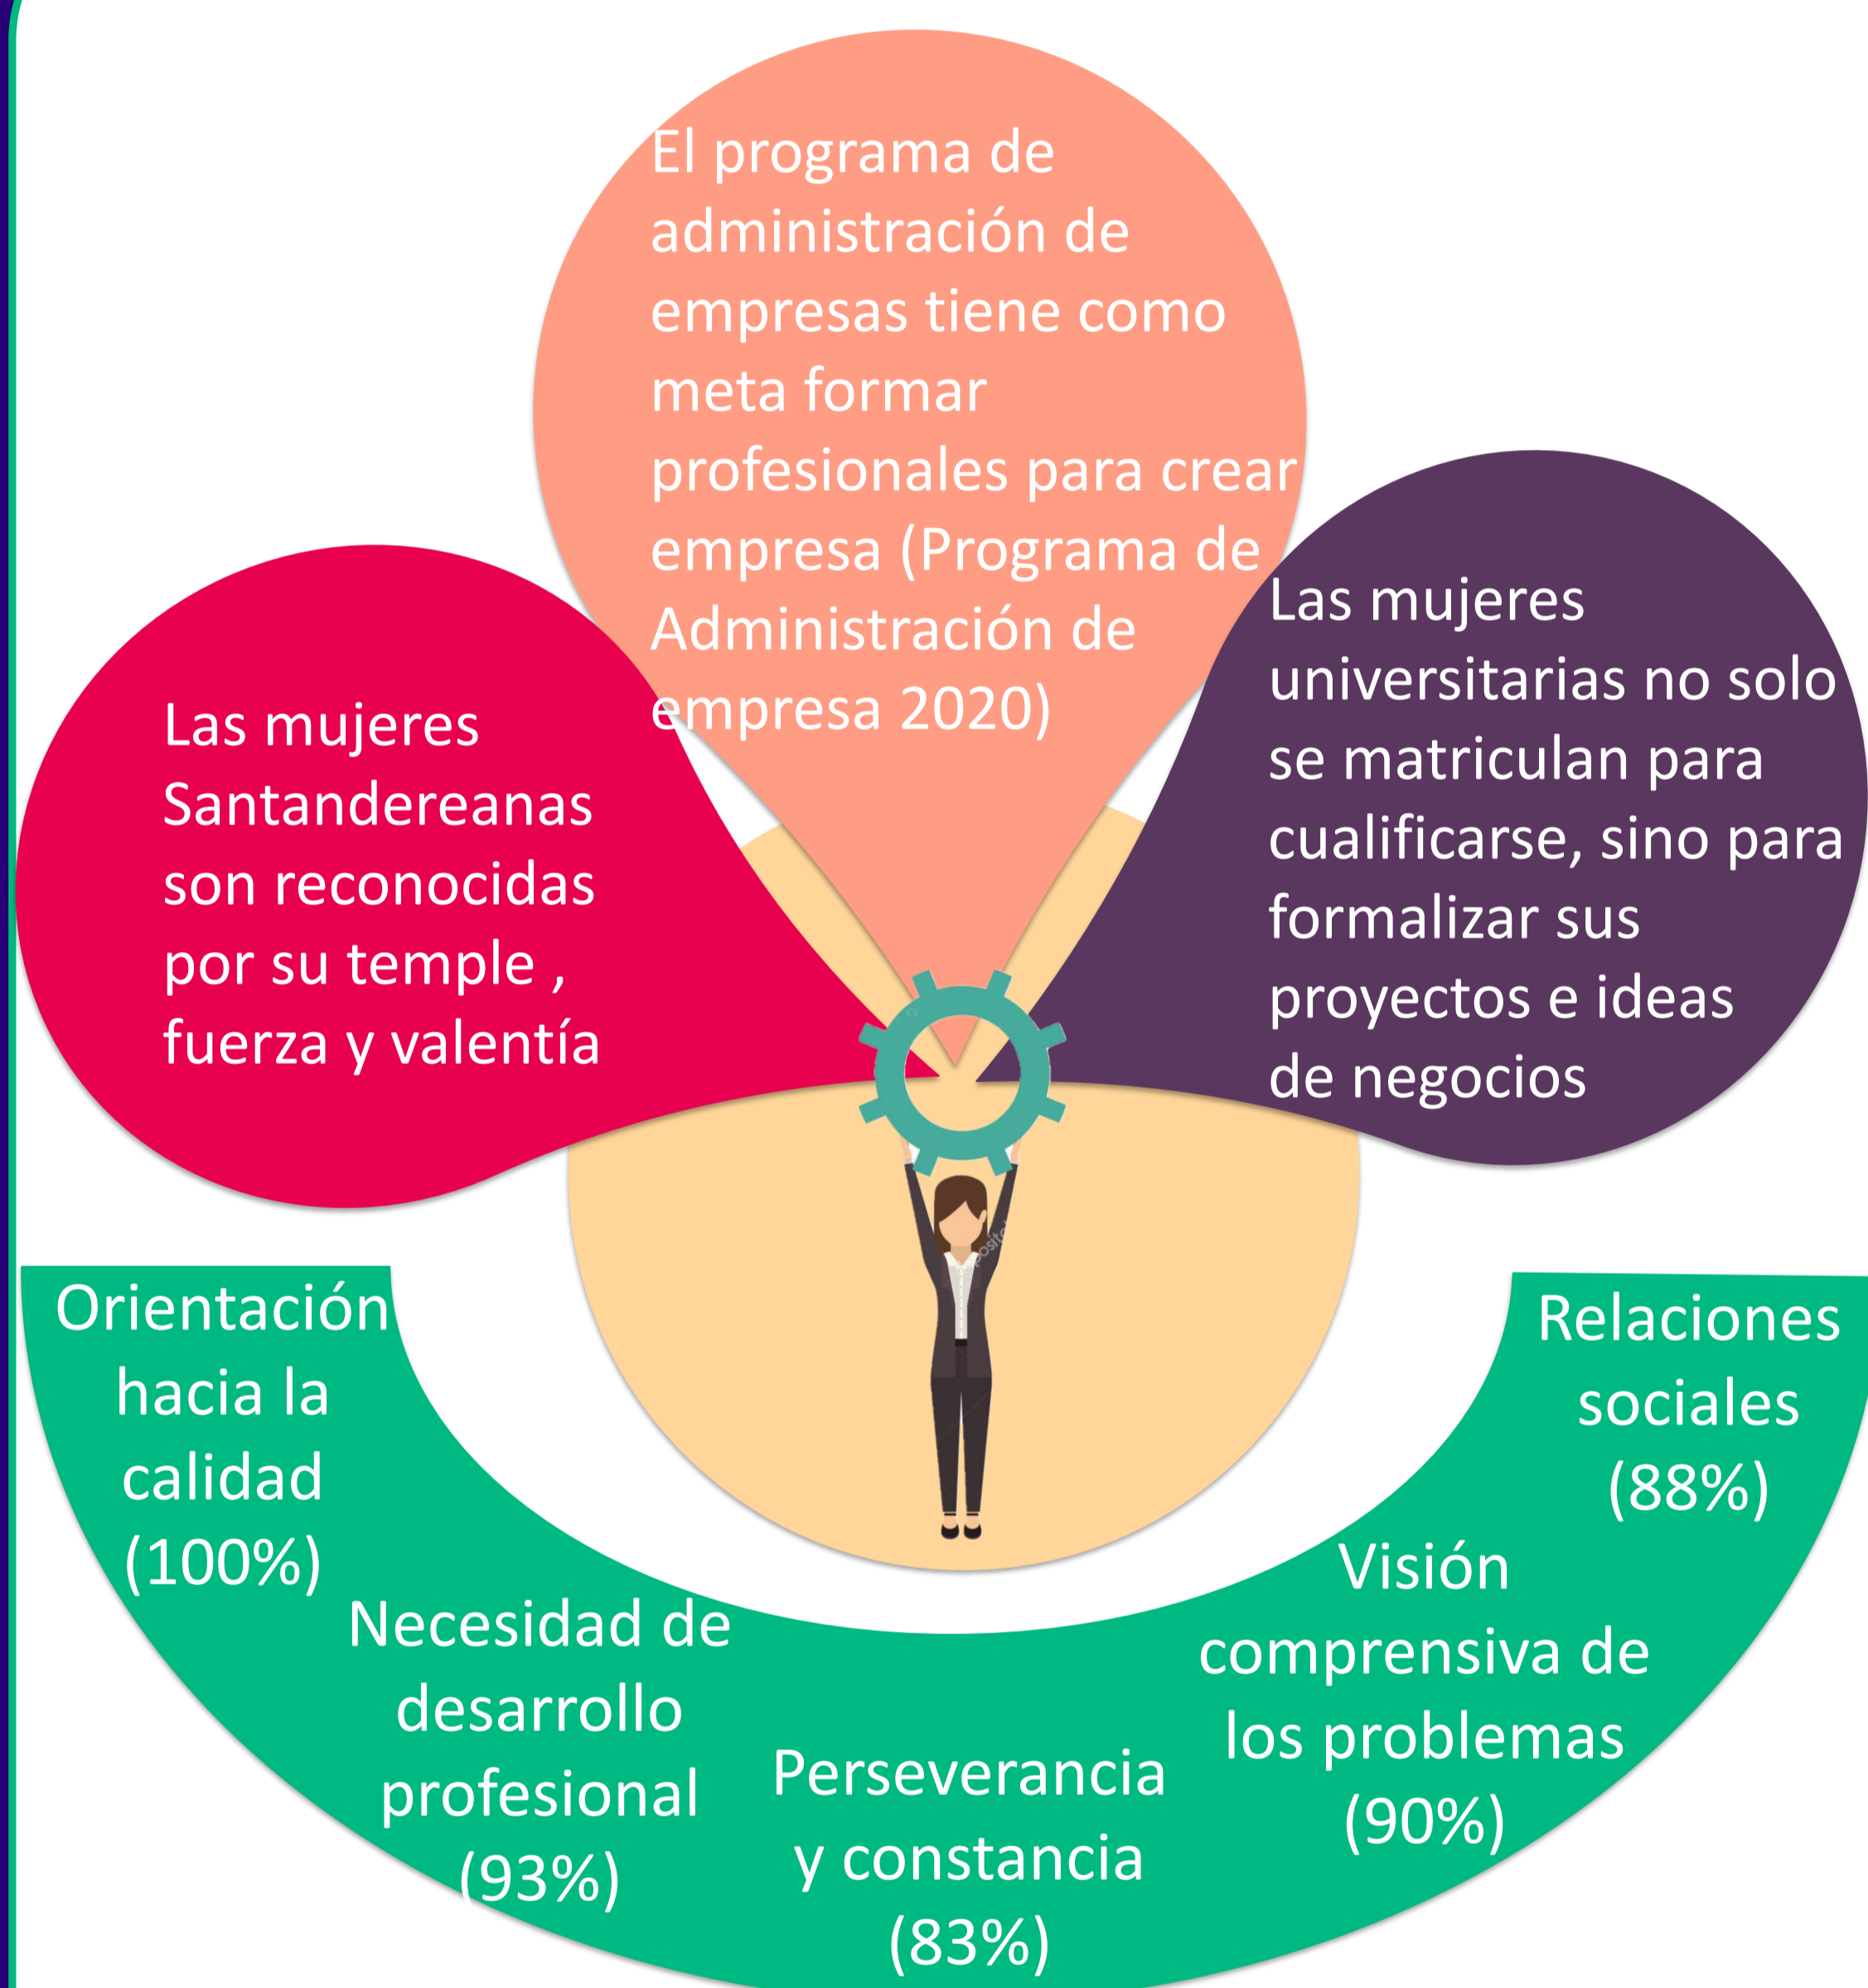 El programa de
administración de
empresas tiene como
meta formar
profesionales para crear
empresa (Programa de
Administración de
empresa 2020)
Las mujeres
Santandereanas
son reconocidas
por su temple ,
fuerza y valentía
Las mujeres
universitarias no solo
se matriculan para
cualificarse, sino para
formalizar sus
proyectos e ideas
de negocios
Orientación
hacia la
calidad
(100%)
Necesidad de
desarrollo
profesional
(93%)
Perseverancia
y constancia
(83%)
Visión
comprensiva de
los problemas
(90%)
Relaciones
sociales
(88%)